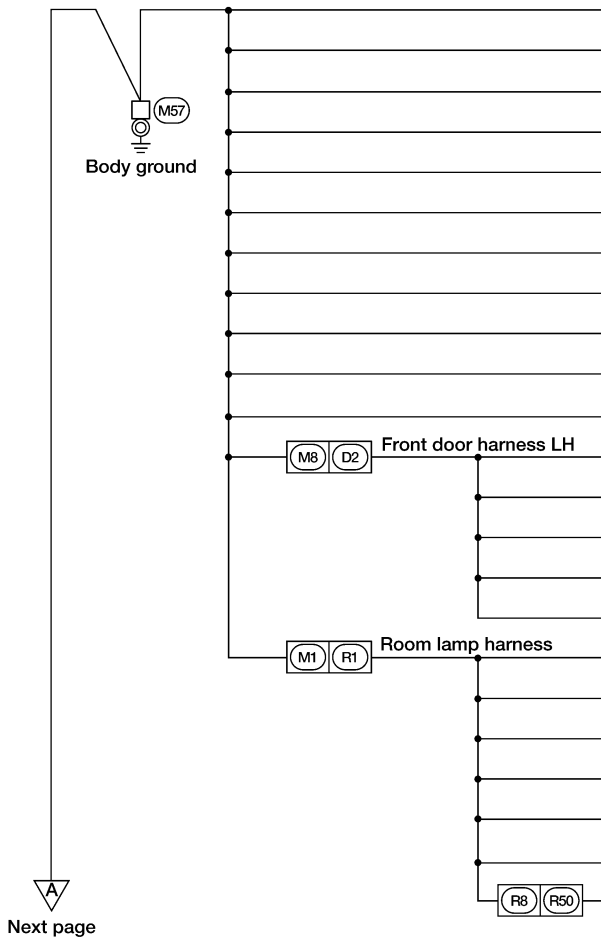 M57
Body ground
Front door harness LH
M8 D2
Room lamp harness
M1 R1
R8 R50
A
Next page